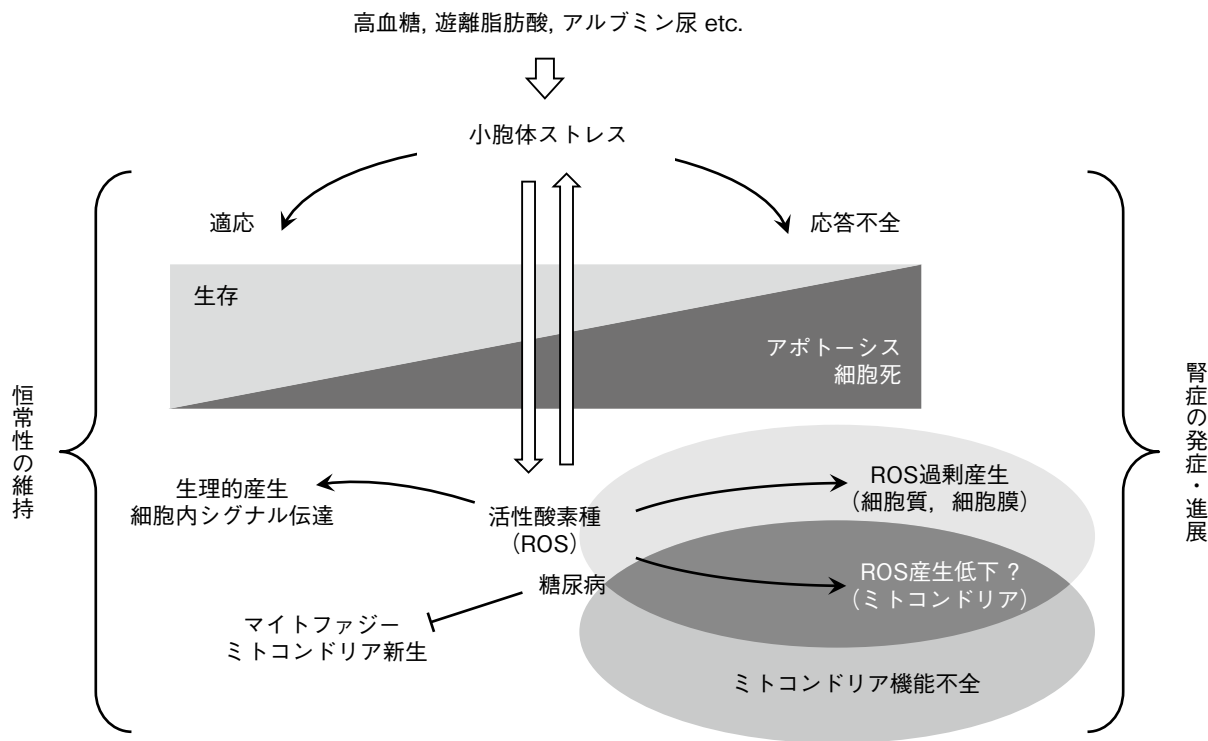 高血糖, 遊離脂肪酸, アルブミン尿 etc.
小胞体ストレス
適応
応答不全
生存
アポトーシス
細胞死
恒常性の維持
腎症の発症・進展
生理的産生
細胞内シグナル伝達
活性酸素種
（ROS）
ROS過剰産生
（細胞質，細胞膜）
ROS産生低下？
（ミトコンドリア）
糖尿病
マイトファジー
ミトコンドリア新生
ミトコンドリア機能不全